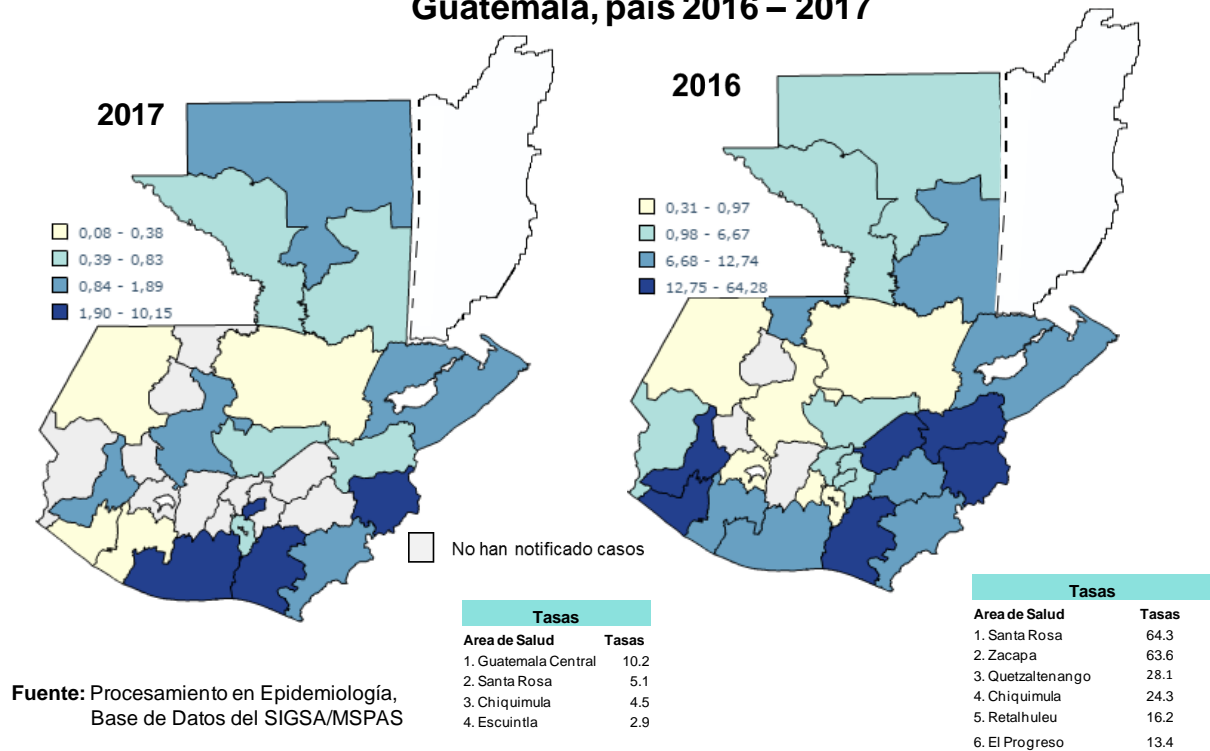 Guatemala, país 2016 – 2017
2017
0,08 - 0,38
0,39 - 0,83
0,84 - 1,89
1,90 - 10,15
2016
0,31 - 0,97
0,98 - 6,67
6,68 - 12,74
12,75 - 64,28
No han notificado casos
Tasas
Area de Salud Tasas
1. Guatemala Central 10.2
2. Santa Rosa 5.1
3. Chiquimula 4.5
4. Escuintla 2.9
Tasas
Area de Salud Tasas
1. Santa Rosa 64.3
2. Zacapa 63.6
3. Quetzaltenango 28.1
4. Chiquimula 24.3
5. Retalhuleu 16.2
6. El Progreso 13.4
Fuente: Procesamiento en Epidemiología,
Base de Datos del SIGSA/MSPAS